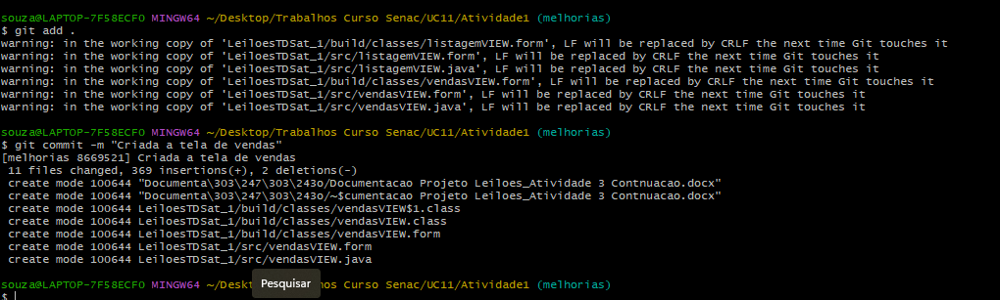 souza@LAPTOP-7F58ECF0 MINGW64 ~/Desktop/Trabalhos Curso Senac/UC11/Atividade1 (melhorias)
$ git add .
warning: in the working copy of 'LeiloesTDSat_1/build/classes/listagemVIEW.form', LF will be replaced by CRLF the next time Git touches it
warning: in the working copy of 'LeiloesTDSat_1/src/listagemVIEW.form', LF will be replaced by CRLF the next time Git touches it
warning: in the working copy of 'LeiloesTDSat_1/src/listagemVIEW.java', LF will be replaced by CRLF the next time Git touches it
warning: in the working copy of 'LeiloesTDSat_1/build/classes/vendasVIEW.form', LF will be replaced by CRLF the next time Git touches it
warning: in the working copy of 'LeiloesTDSat_1/src/vendasVIEW.form', LF will be replaced by CRLF the next time Git touches it
warning: in the working copy of 'LeiloesTDSat_1/src/vendasVIEW.java', LF will be replaced by CRLF the next time Git touches it
souza@LAPTOP-7F58ECF0 MINGW64 ~/Desktop/Trabalhos Curso Senac/UC11/Atividade1 (melhorias)
$ git commit -m "Criada a tela de vendas"
[melhorias 8669521] Criada a tela de vendas
11 files changed, 369 insertions(+), 2 deletions(-)
create mode 100644 "Documenta\303\247\303\243o/Documentacao Projeto Leiloes_Atividade 3 Contnuacao.docx"
create mode 100644 "Documenta\303\247\303\243o/~$cumentacao Projeto Leiloes_Atividade 3 Contnuacao.docx"
create mode 100644 LeiloesTDSat_1/build/classes/vendasVIEW$1.class
create mode 100644 LeiloesTDSat_1/build/classes/vendasVIEW.class
create mode 100644 LeiloesTDSat_1/build/classes/vendasVIEW.form
create mode 100644 LeiloesTDSat_1/src/vendasVIEW.form
create mode 100644 LeiloesTDSat_1/src/vendasVIEW.java
souza@LAPTOP-7F58ECF0 MINGW64 ~/Deskt Pesquisar hos Curso Senac/UC11/Atividade1 (melhorias)
$